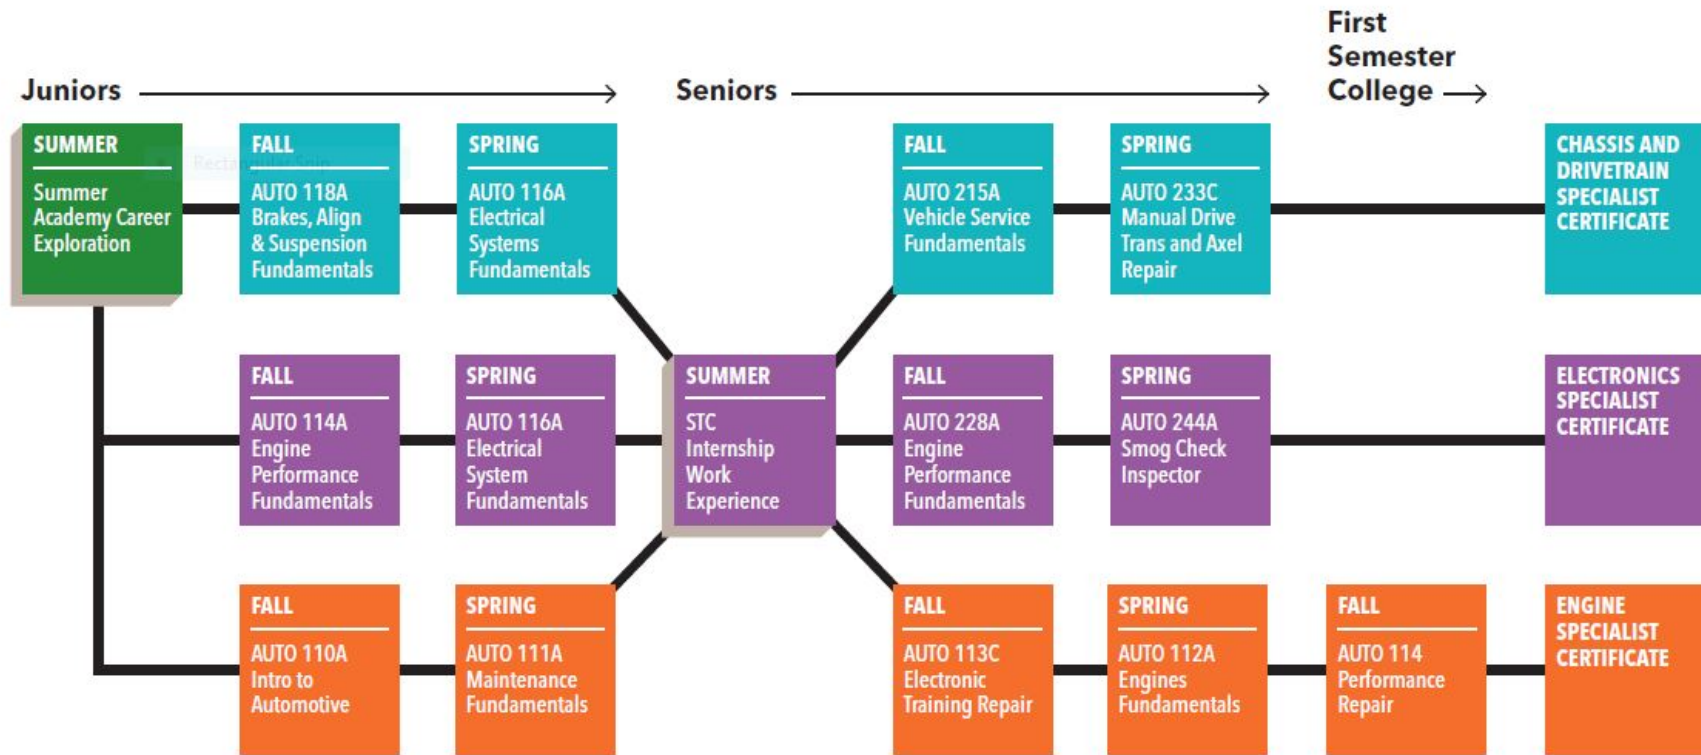 First
Semester
College
Juniors
Seniors
SUMMER
Summer
Academy Career
Exploration
FALL
AUTO 118A
Brakes, Align
& Suspension
Fundamentals
SPRING
AUTO 116A
Electrical
Systems
Fundamentals
FALL
AUTO 215A
Vehicle Service
Fundamentals
SPRING
AUTO 233C
Manual Drive
Trans and Axel
Repair
CHASSIS AND
DRIVETRAIN
SPECIALIST
CERTIFICATE
Rectangular Snip
FALL
AUTO 114A
Engine
Performance
Fundamentals
SPRING
AUTO 116A
Electrical
System
Fundamentals
SUMMER
STC
Internship
Work
Experience
FALL
AUTO 228A
Engine
Performance
Fundamentals
SPRING
AUTO 244A
Smog Check
Inspector
ELECTRONICS
SPECIALIST
CERTIFICATE
FALL
AUTO 110A
Intro to
Automotive
SPRING
AUTO 111A
Maintenance
Fundamentals
FALL
AUTO 113C
Electronic
Training Repair
SPRING
AUTO 112A
Engines
Fundamentals
FALL
AUTO 114
Performance
Repair
ENGINE
SPECIALIST
CERTIFICATE